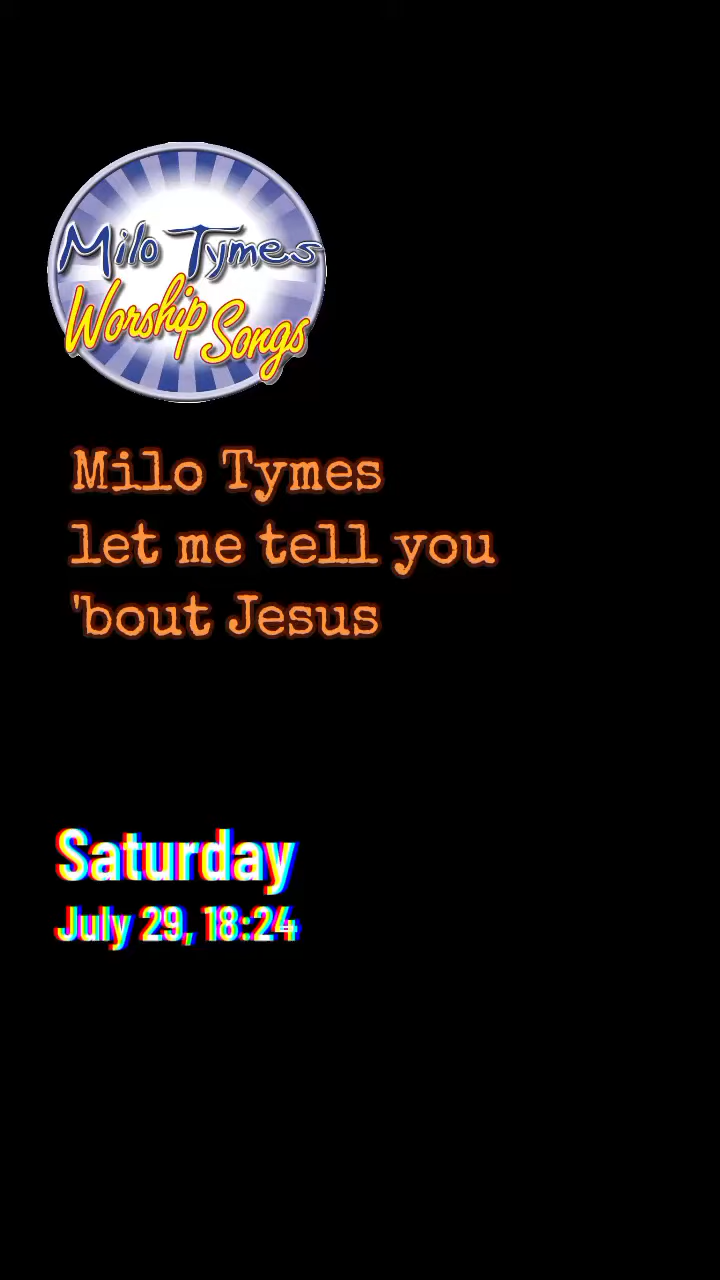 Milo Tymes
Worship Songs
Milo Tymes
let me tell you
'bout Jesus
Saturday
July 29, 18:24